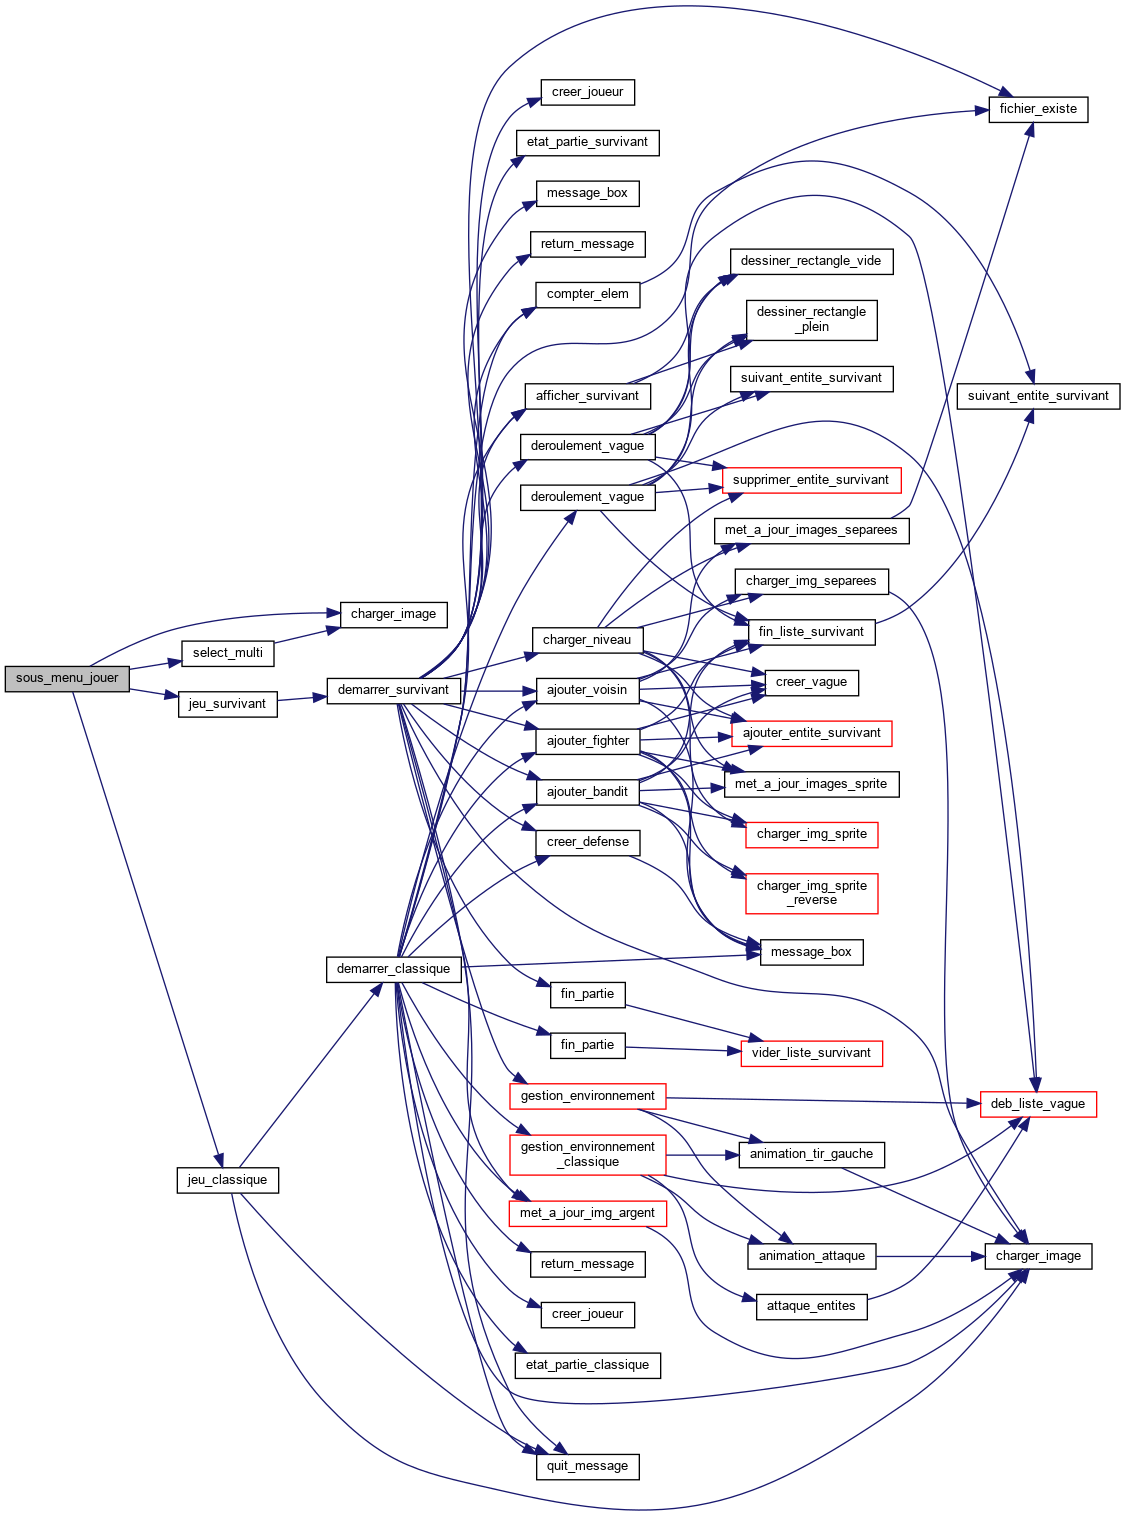 sous_menu_jouer
charger_image
select_multi
jeu_survivant
jeu_classique
demarrer_survivant
demarrer_classique
creer_joueur
etat_partie_survivant
message_box
return_message
compter_elem
afficher_survivant
deroulement_vague
deroulement_vague
charger_niveau
ajouter_voisin
ajouter_fighter
ajouter_bandit
creer_defense
fin_partie
fin_partie
gestion_environnement
gestion_environnement
_classique
met_a_jour_img_argent
return_message
creer_joueur
etat_partie_classique
quit_message
dessiner_rectangle_vide
dessiner_rectangle
_plein
suivant_entite_survivant
supprimer_entite_survivant
met_a_jour_images_separees
charger_img_separees
fin_liste_survivant
creer_vague
ajouter_entite_survivant
met_a_jour_images_sprite
charger_img_sprite
charger_img_sprite
_reverse
message_box
vider_liste_survivant
animation_tir_gauche
animation_attaque
attaque_entites
fichier_existe
suivant_entite_survivant
deb_liste_vague
charger_image